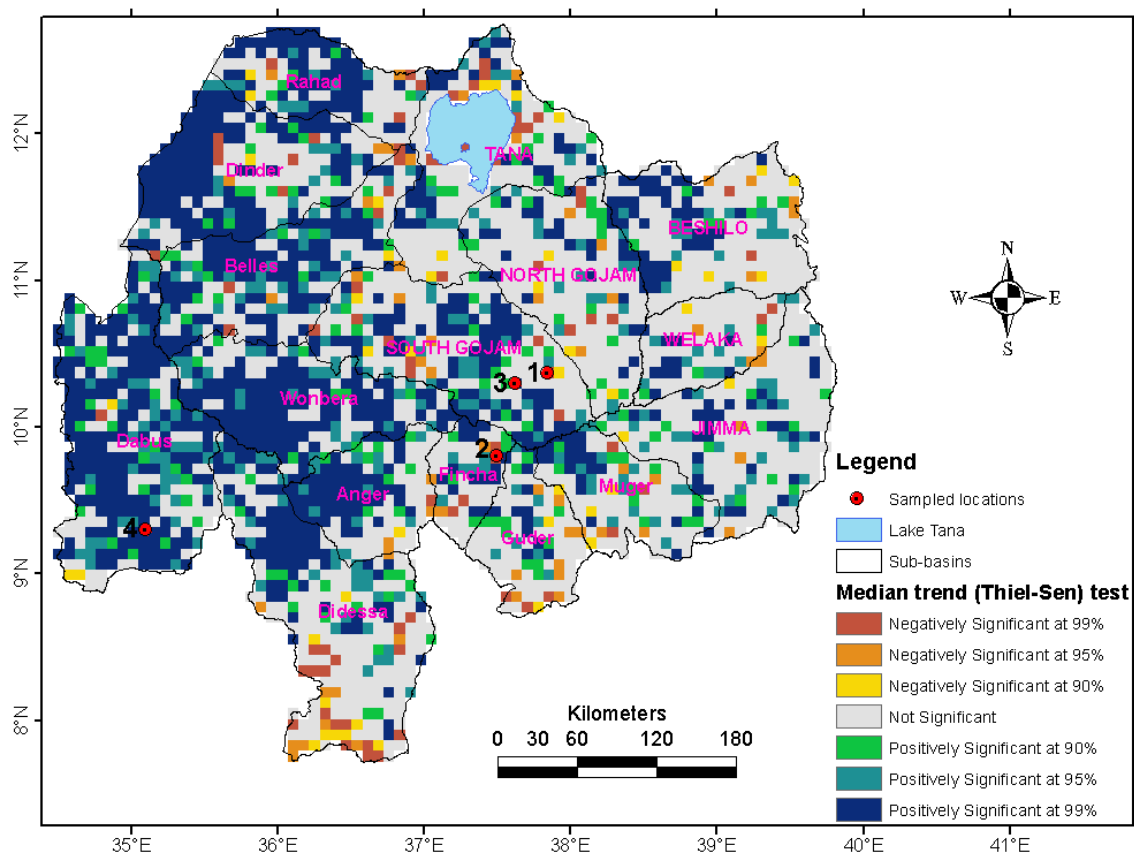 12°N
11°N
10°N
9°N
8°N
Rahad
TANA
Dinder
BESHILO
Belles
NORTH GOJAM
WELAKA
SOUTH GOJAM
3
1
Wonbera
JIMMA
Dabus
2
Fincha
Anger
Muger
4
Guder
Didessa
N
W
E
S
Legend
Sampled locations
Lake Tana
Sub-basins
Median trend (Thiel-Sen) test
Negatively Significant at 99%
Negatively Significant at 95%
Negatively Significant at 90%
Not Significant
Positively Significant at 90%
Positively Significant at 95%
Positively Significant at 99%
Kilometers
0 30 60 120 180
35°E 36°E 37°E 38°E 39°E 40°E 41°E